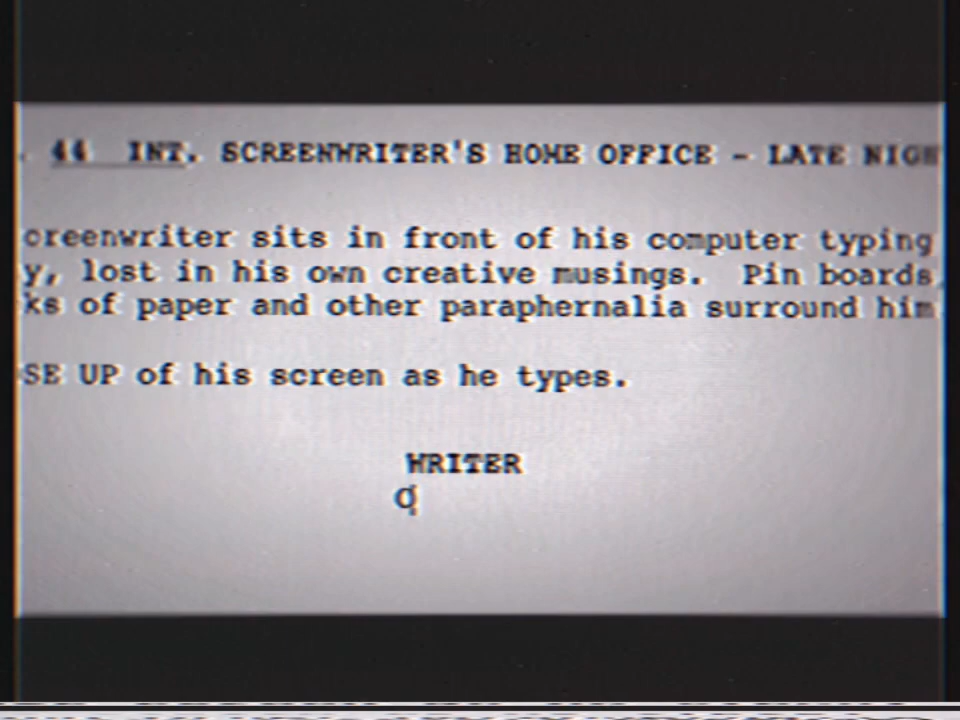 44 INT. SCREENWRITER'S HOME OFFICE - LATE NIGH
creenwriter sits in front of his computer typing
y, lost in his own creative musings. Pin boards,
ks of paper and other paraphernalia surround him
SE UP of his screen as he types.
WRITER